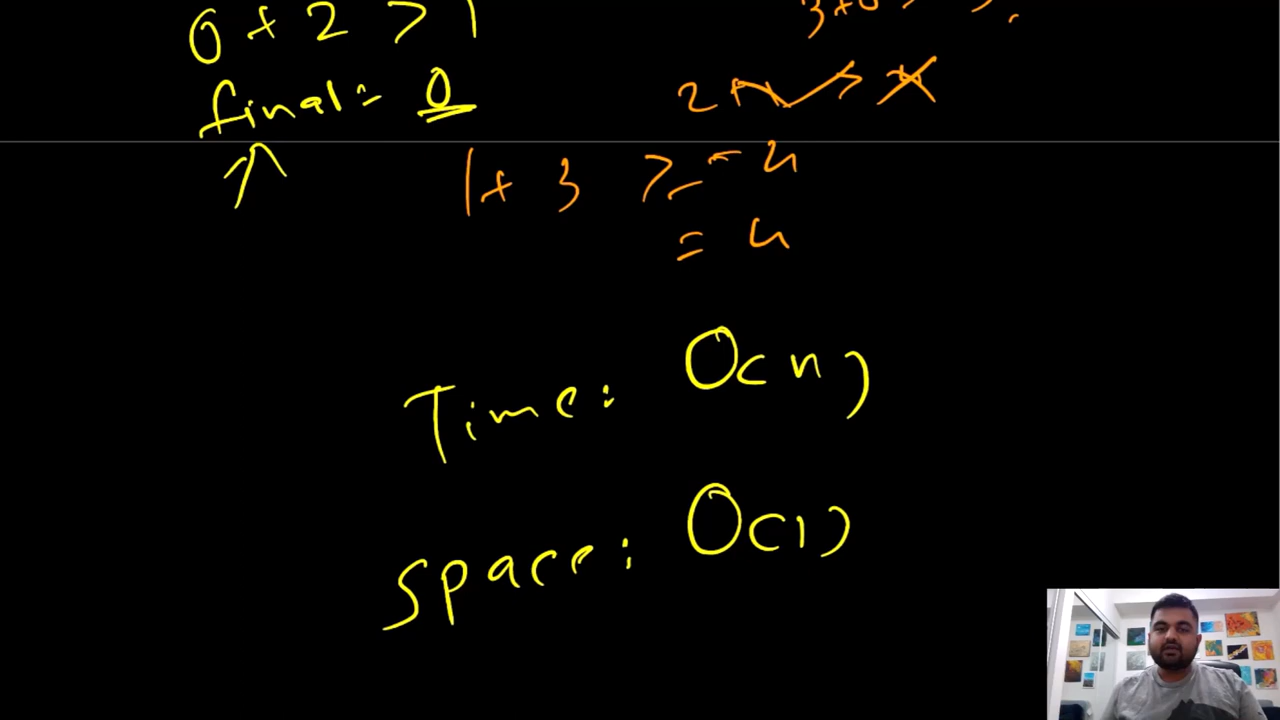 0 + 2 > 1
final = 0
1 + 3 >= 4
= 4
Time: O(n)
Space: O(1)